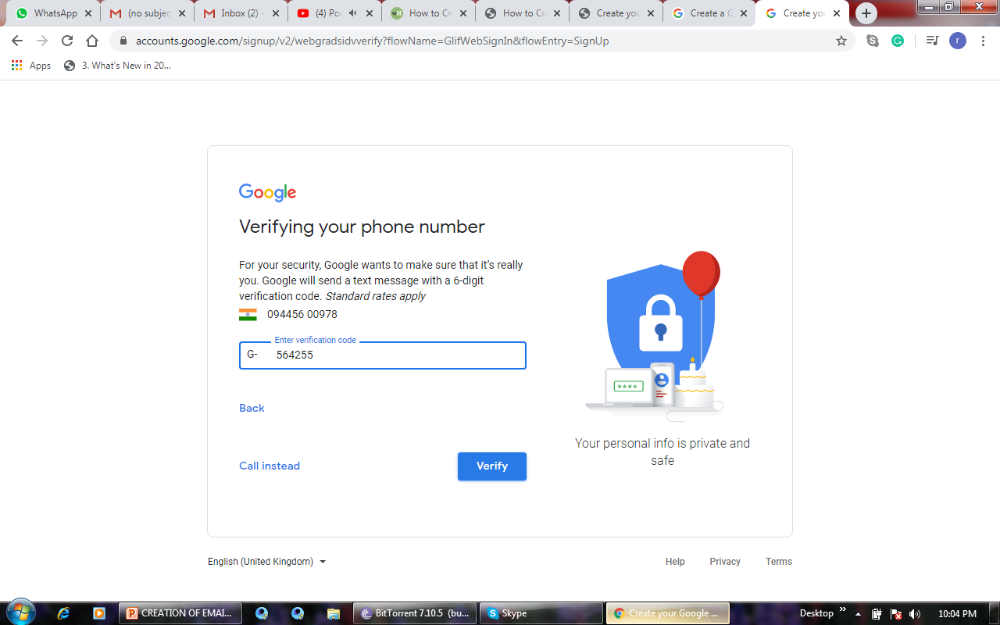 WhatsApp
(no subjec
Inbox (2) -
(4) Poo
How to Cre
How to Cre
Create you
Create a G
Create you
accounts.google.com/signup/v2/webgradsidvverify?flowName=GlifWebSignIn&flowEntry=SignUp
r
Apps
3. What's New in 20...
Google
Verifying your phone number
For your security, Google wants to make sure that it's really
you. Google will send a text message with a 6-digit
verification code. Standard rates apply
094456 00978
Enter verification code
G- 564255
Back
Call instead
Verify
****
Your personal info is private and
safe
English (United Kingdom)
Help
Privacy
Terms
CREATION OF EMAI...
BitTorrent 7.10.5 (bu...
Skype
Create your Google ...
Desktop
10:04 PM